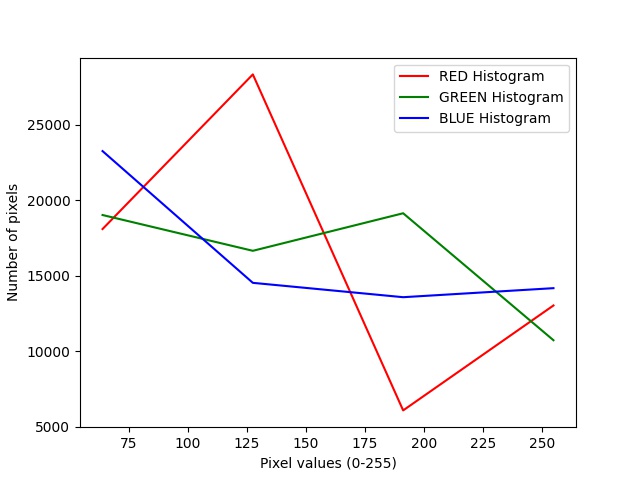 RED Histogram
GREEN Histogram
BLUE Histogram
25000
20000
15000
10000
5000
Number of pixels
75 100 125 150 175 200 225 250
Pixel values (0-255)